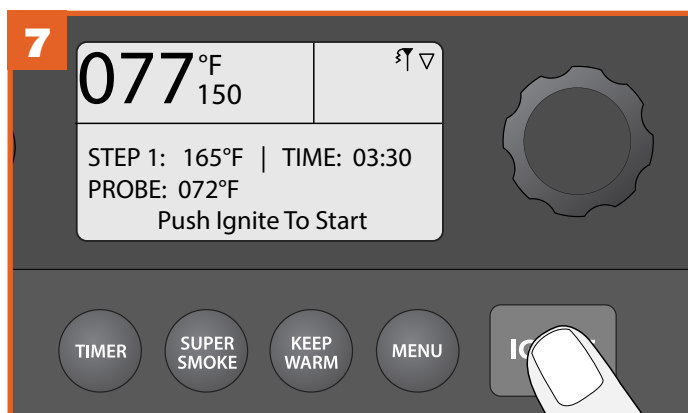 7
077°F
150
STEP 1: 165°F | TIME: 03:30
PROBE: 072°F
Push Ignite To Start
TIMER
SUPER
SMOKE
KEEP
WARM
MENU